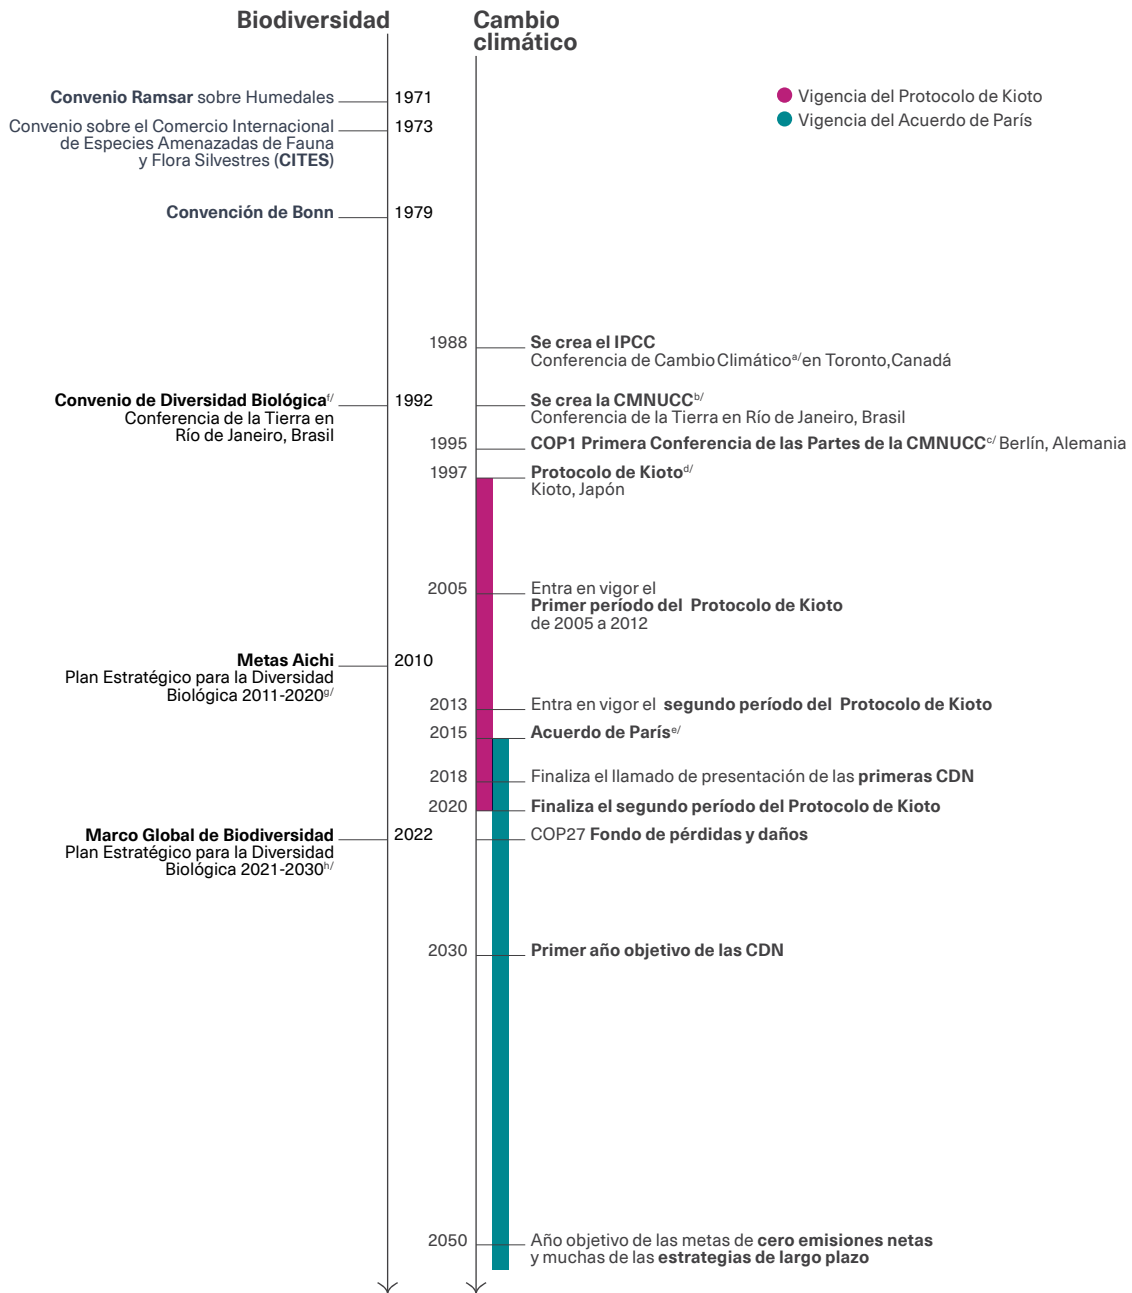 Biodiversidad
Cambio
climático
Vigencia del Protocolo de Kioto
Vigencia del Acuerdo de París
Convenio Ramsar sobre Humedales
1971
Convenio sobre el Comercio Internacional
de Especies Amenazadas de Fauna
y Flora Silvestres (CITES)
1973
Convención de Bonn
1979
1988
Se crea el IPCC
Conferencia de Cambio Climático a/ en Toronto, Canadá
Convenio de Diversidad Biológica f/
Conferencia de la Tierra en
Río de Janeiro, Brasil
1992
Se crea la CMNUCC b/
Conferencia de la Tierra en Río de Janeiro, Brasil
1995
COP1 Primera Conferencia de las Partes de la CMNUCC c/ Berlín, Alemania
1997
Protocolo de Kioto d/
Kioto, Japón
2005
Entra en vigor el
Primer período del Protocolo de Kioto
de 2005 a 2012
Metas Aichi
Plan Estratégico para la Diversidad
Biológica 2011-2020 g/
2010
2013
Entra en vigor el segundo período del Protocolo de Kioto
2015
Acuerdo de París e/
2018
Finaliza el llamado de presentación de las primeras CDN
2020
Finaliza el segundo período del Protocolo de Kioto
Marco Global de Biodiversidad
Plan Estratégico para la Diversidad
Biológica 2021-2030 h/
2022
COP27 Fondo de pérdidas y daños
2030
Primer año objetivo de las CDN
2050
Año objetivo de las metas de cero emisiones netas
y muchas de las estrategias de largo plazo